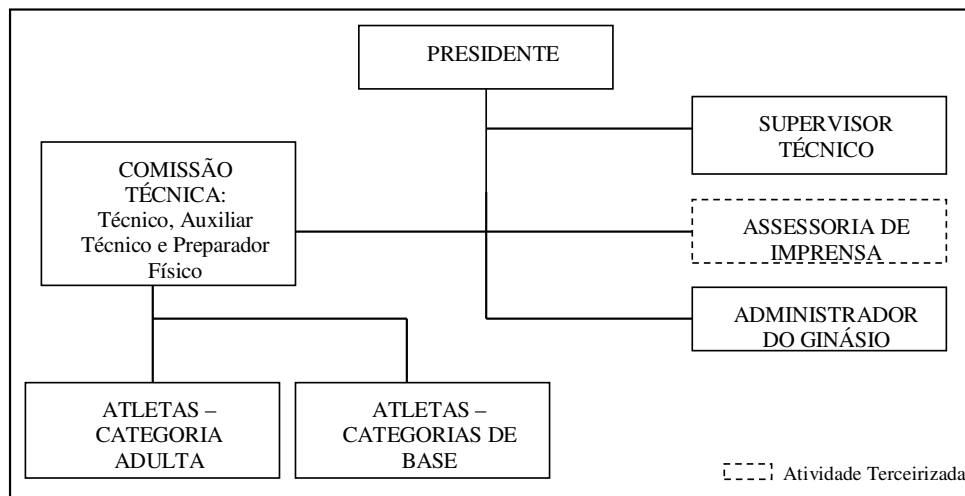 PRESIDENTE
SUPERVISOR
TÉCNICO
COMISSÃO
TÉCNICA:
Técnico, Auxiliar
Técnico e Preparador
Físico
ASSESSORIA DE
IMPRENSA
ADMINISTRADOR
DO GINÁSIO
ATLETAS –
CATEGORIA
ADULTA
ATLETAS –
CATEGORIAS DE
BASE
Atividade Terceirizada